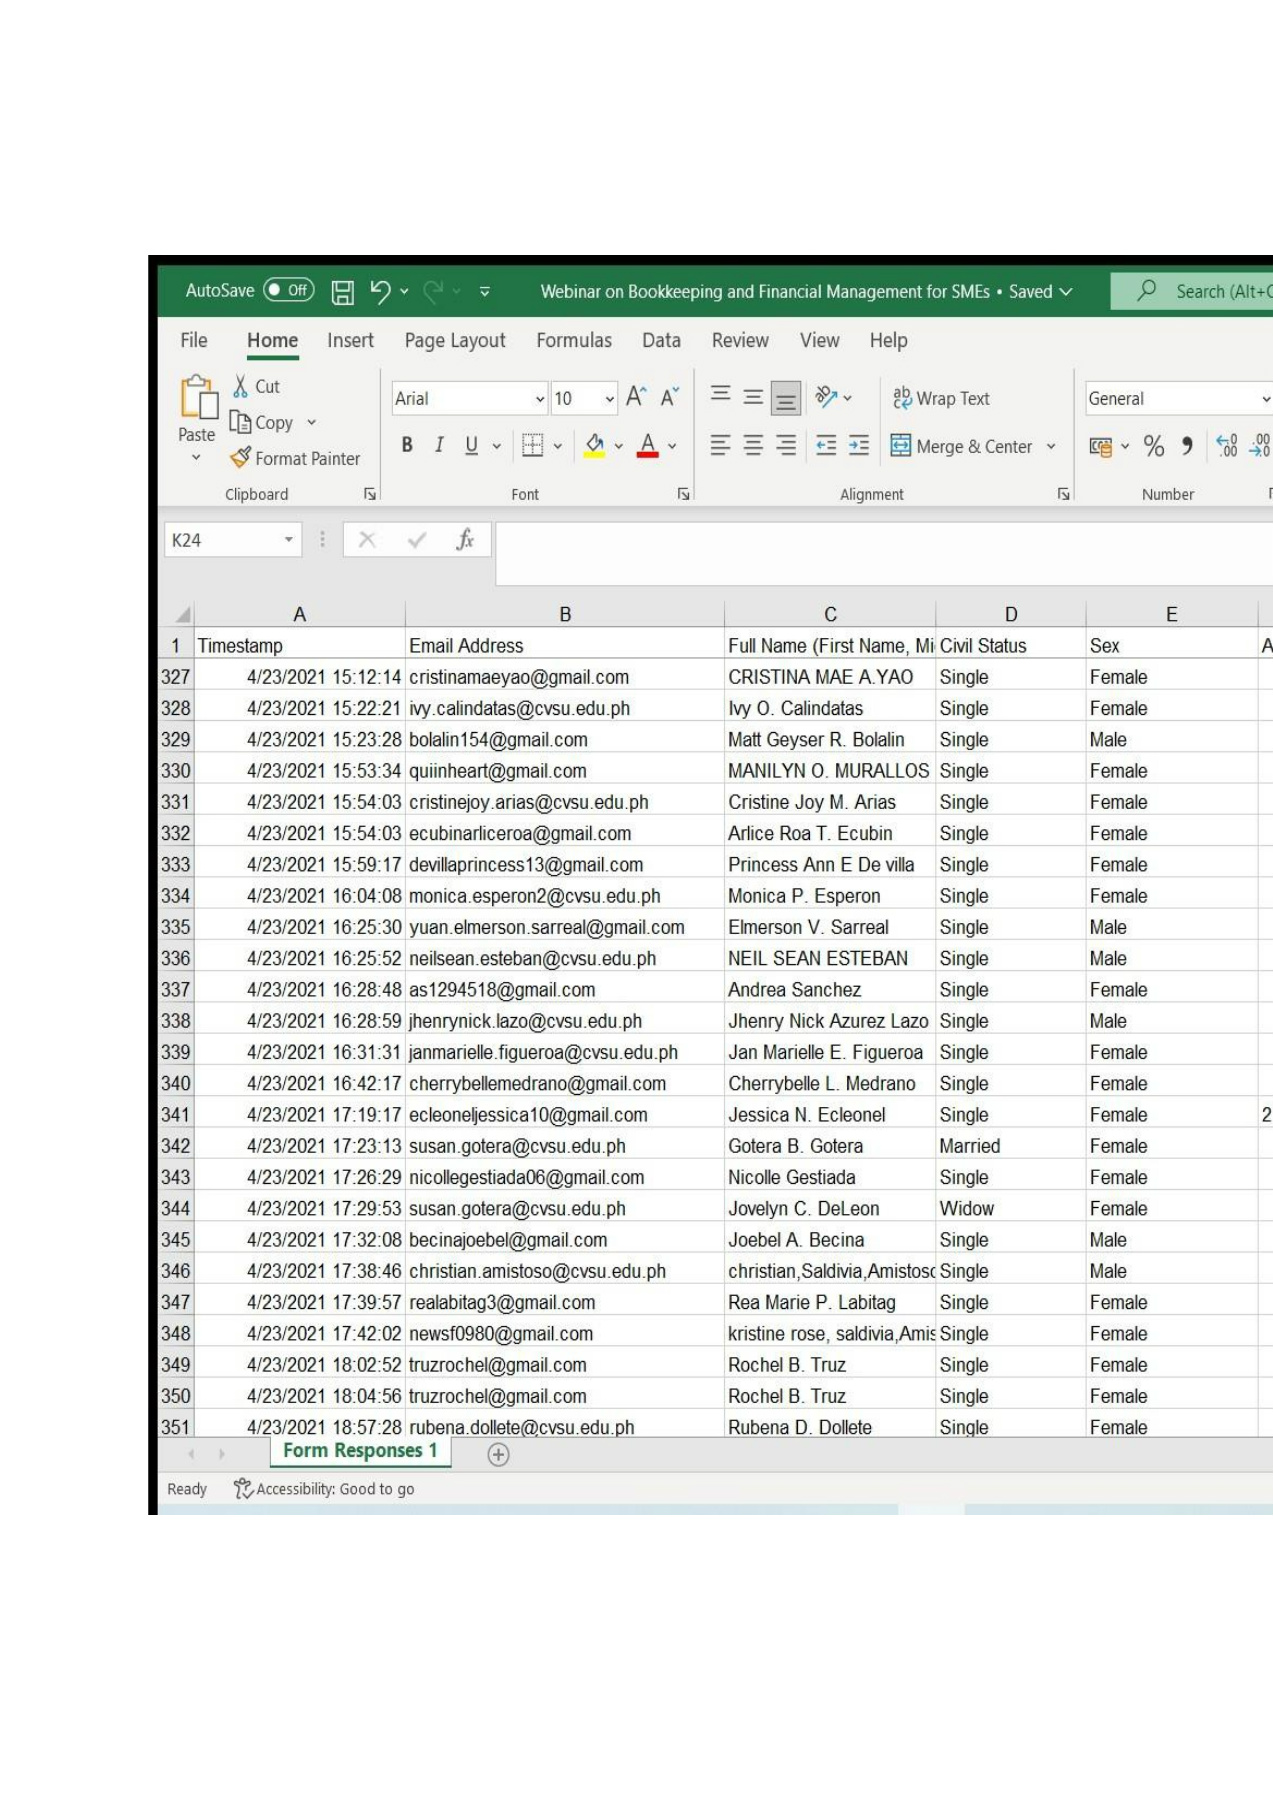 AutoSave Off Webinar on Bookkeeping and Financial Management for SMEs • Saved Search (Alt+
File Home Insert Page Layout Formulas Data Review View Help
Cut
Copy
Paste
Format Painter
Arial 10 A A
B I U A
ab Wrap Text
Merge & Center
General
% .00
Clipboard Font Alignment Number
K24 fx
A B C D E
1 Timestamp Email Address Full Name (First Name, Mi Civil Status Sex A
327 4/23/2021 15:12:14 cristinamaeyao@gmail.com CRISTINA MAE A.YAO Single Female
328 4/23/2021 15:22:21 ivy.calindatas@cvsu.edu.ph Ivy O. Calindatas Single Female
329 4/23/2021 15:23:28 bolalin154@gmail.com Matt Geyser R. Bolalin Single Male
330 4/23/2021 15:53:34 quiinheart@gmail.com MANILYN O. MURALLOS Single Female
331 4/23/2021 15:54:03 cristinejoy.arias@cvsu.edu.ph Cristine Joy M. Arias Single Female
332 4/23/2021 15:54:03 ecubinarliceroa@gmail.com Arlice Roa T. Ecubin Single Female
333 4/23/2021 15:59:17 devillaprincess13@gmail.com Princess Ann E De villa Single Female
334 4/23/2021 16:04:08 monica.esperon2@cvsu.edu.ph Monica P. Esperon Single Female
335 4/23/2021 16:25:30 yuan.elmerson.sarreal@gmail.com Elmerson V. Sarreal Single Male
336 4/23/2021 16:25:52 neilsean.esteban@cvsu.edu.ph NEIL SEAN ESTEBAN Single Male
337 4/23/2021 16:28:48 as1294518@gmail.com Andrea Sanchez Single Female
338 4/23/2021 16:28:59 jhenrynick.lazo@cvsu.edu.ph Jhenry Nick Azurez Lazo Single Male
339 4/23/2021 16:31:31 janmarielle.figueroa@cvsu.edu.ph Jan Marielle E. Figueroa Single Female
340 4/23/2021 16:42:17 cherrybellemedrano@gmail.com Cherrybelle L. Medrano Single Female
341 4/23/2021 17:19:17 ecleoneljessica10@gmail.com Jessica N. Ecleonel Single Female 2
342 4/23/2021 17:23:13 susan.gotera@cvsu.edu.ph Gotera B. Gotera Married Female
343 4/23/2021 17:26:29 nicollegestiada06@gmail.com Nicolle Gestiada Single Female
344 4/23/2021 17:29:53 susan.gotera@cvsu.edu.ph Jovelyn C. DeLeon Widow Female
345 4/23/2021 17:32:08 becinajoebel@gmail.com Joebel A. Becina Single Male
346 4/23/2021 17:38:46 christian.amistoso@cvsu.edu.ph christian,Saldivia,Amistoso Single Male
347 4/23/2021 17:39:57 realabitag3@gmail.com Rea Marie P. Labitag Single Female
348 4/23/2021 17:42:02 newsf0980@gmail.com kristine rose, saldivia,Amis Single Female
349 4/23/2021 18:02:52 truzrochel@gmail.com Rochel B. Truz Single Female
350 4/23/2021 18:04:56 truzrochel@gmail.com Rochel B. Truz Single Female
351 4/23/2021 18:57:28 rubena.dollete@cvsu.edu.ph Rubena D. Dollete Single Female
Form Responses 1
Ready Accessibility: Good to go